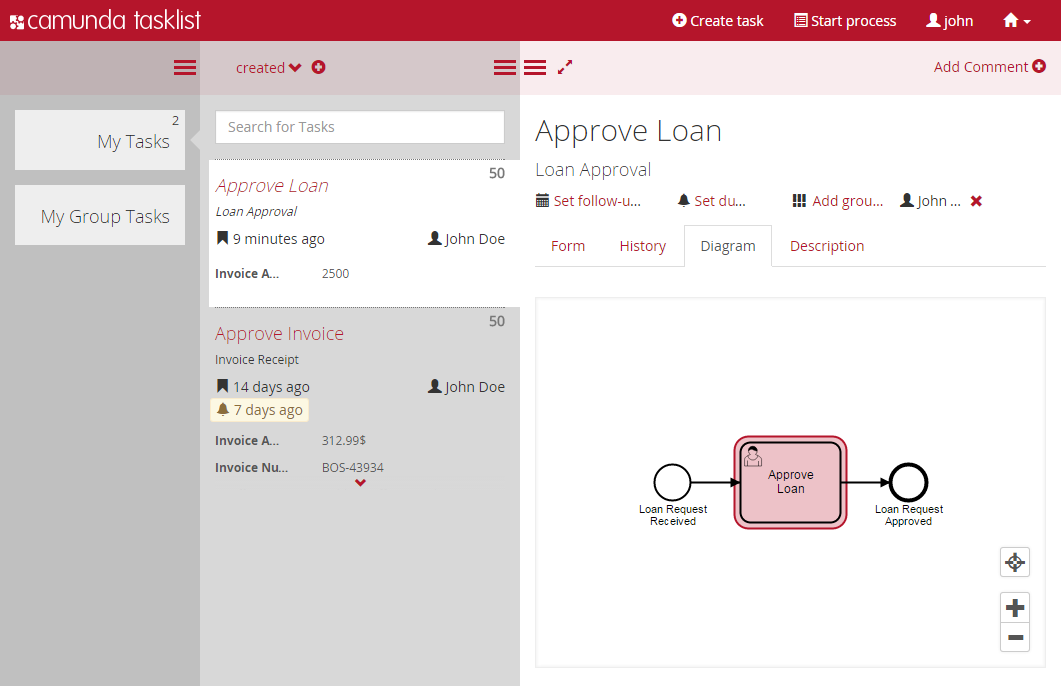 camunda tasklist
Create task
Start process
john
created
Add Comment
My Tasks
2
My Group Tasks
Search for Tasks
50
Approve Loan
Loan Approval
9 minutes ago
John Doe
Invoice A...
2500
50
Approve Invoice
Invoice Receipt
14 days ago
John Doe
7 days ago
Invoice A...
312.99$
Invoice Nu...
BOS-43934
Approve Loan
Loan Approval
Set follow-u...
Set du...
Add grou...
John ...
Form
History
Diagram
Description
Loan Request
Received
Approve
Loan
Loan Request
Approved